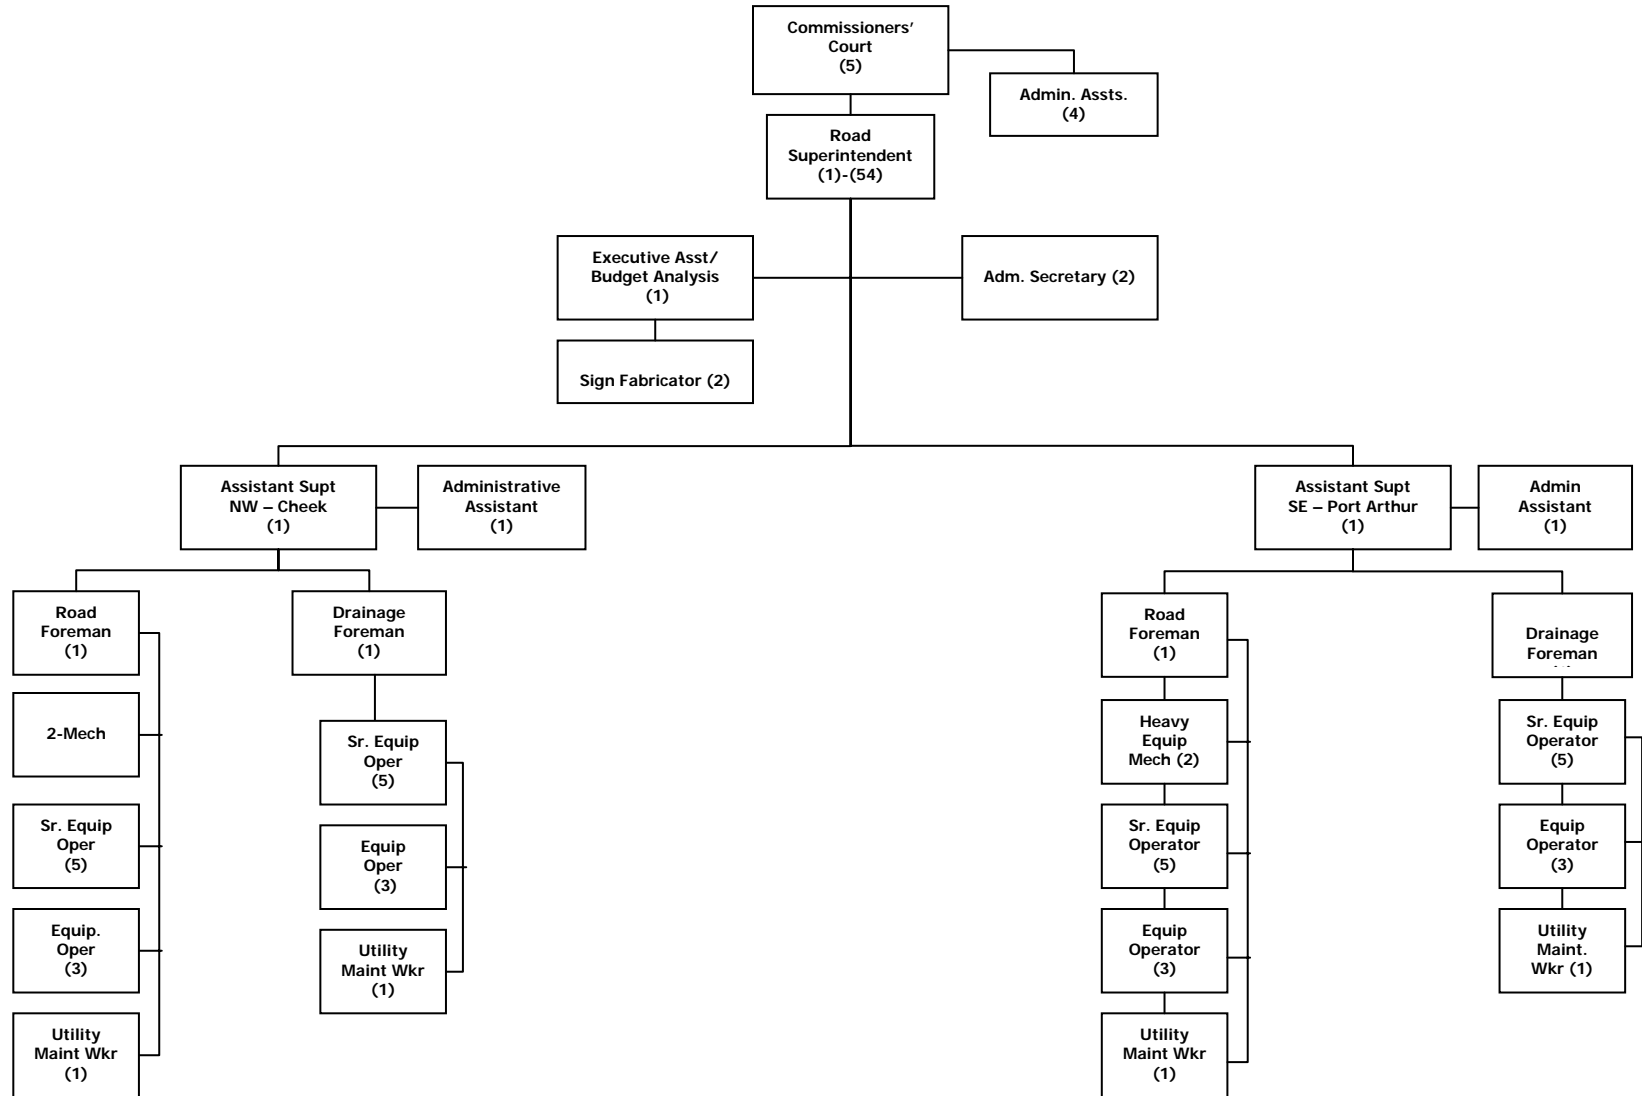 Commissioners'
Court
(5)
Admin. Assts.
(4)
Road
Superintendent
(1)-(54)
Executive Asst/
Budget Analysis
(1)
Adm. Secretary (2)
Sign Fabricator (2)
Assistant Supt
NW – Cheek
(1)
Administrative
Assistant
(1)
Assistant Supt
SE – Port Arthur
(1)
Admin
Assistant
(1)
Road
Foreman
(1)
2-Mech
Sr. Equip
Oper
(5)
Equip.
Oper
(3)
Utility
Maint Wkr
(1)
Drainage
Foreman
(1)
Sr. Equip
Oper
(5)
Equip
Oper
(3)
Utility
Maint Wkr
(1)
Road
Foreman
(1)
Heavy
Equip
Mech (2)
Sr. Equip
Operator
(5)
Equip
Operator
(3)
Utility
Maint Wkr
(1)
Drainage
Foreman
Sr. Equip
Operator
(5)
Equip
Operator
(3)
Utility
Maint.
Wkr (1)